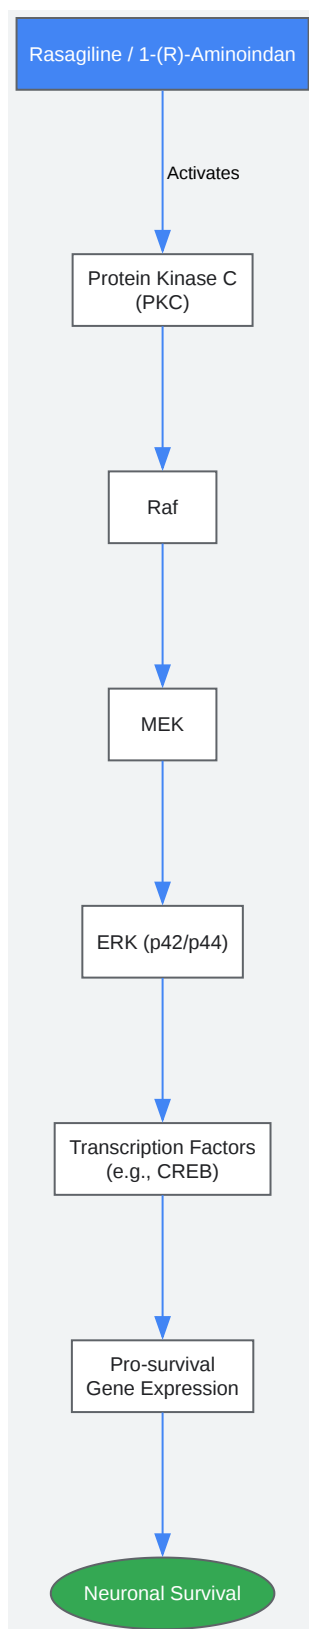 Rasagiline / 1-(R)-Aminoindan
Activates
Protein Kinase C
(PKC)
Raf
MEK
ERK (p42/p44)
Transcription Factors
(e.g., CREB)
Pro-survival
Gene Expression
Neuronal Survival